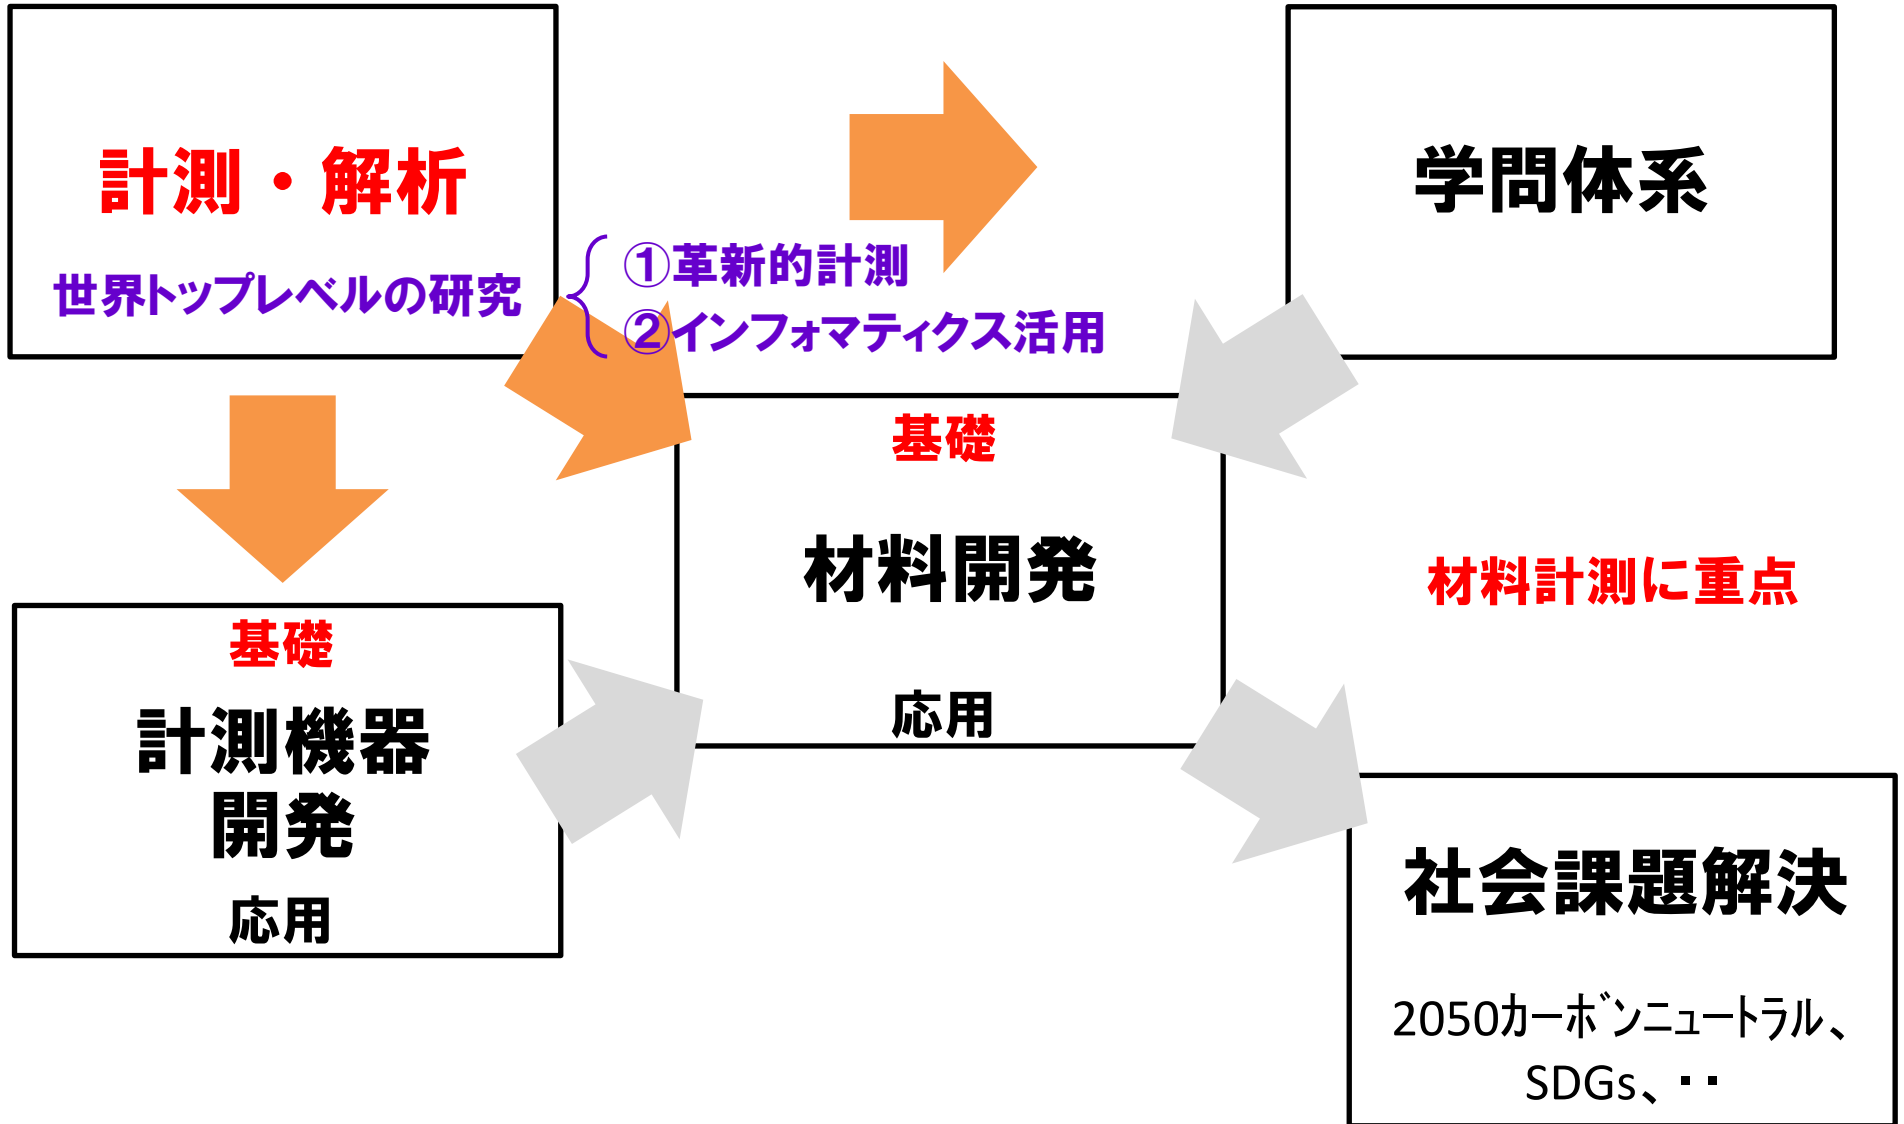 計測・解析
世界トップレベルの研究
①革新的計測
②インフォマティクス活用
学問体系
基礎
材料開発
応用
材料計測に重点
基礎
計測機器
開発
応用
社会課題解決
2050ｶｰﾎﾞﾝﾆｭｰﾄﾗﾙ、
SDGs、・・